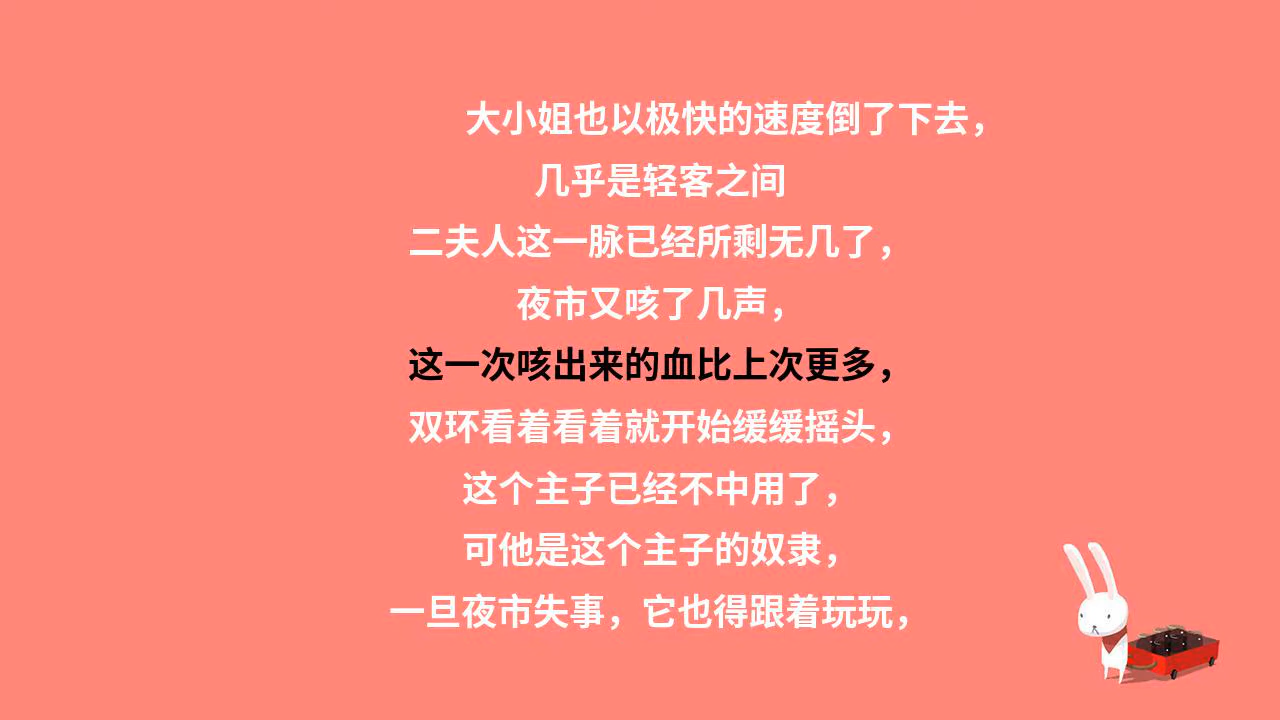 大小姐也以极快的速度倒了下去，
几乎是轻客之间
二夫人这一脉已经所剩无几了，
夜市又咳了几声，
这一次咳出来的血比上次更多，
双环看着看着就开始缓缓摇头，
这个主子已经不中用了，
可他是这个主子的奴隶，
一旦夜市失事，它也得跟着玩玩，